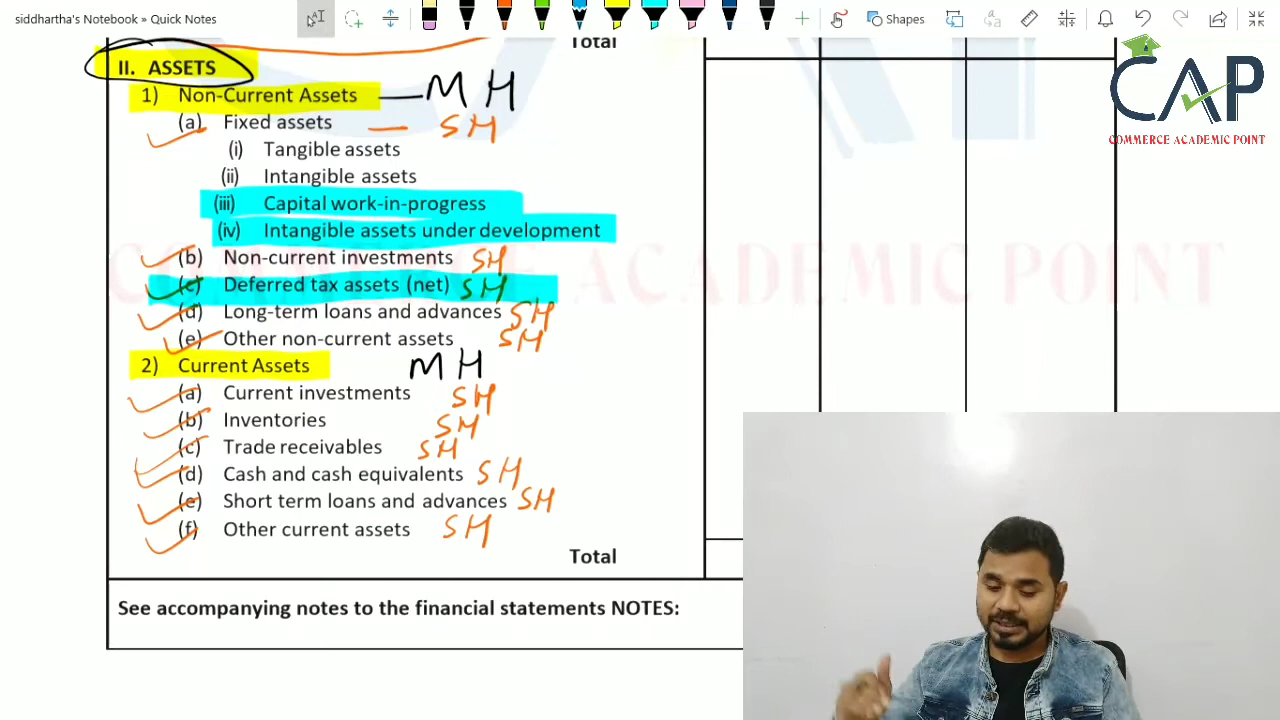 siddhartha's Notebook » Quick Notes
Shapes
Total
CAP
COMMERCE ACADEMIC POINT
II. ASSETS
1) Non-Current Assets — M H
(a) Fixed assets — SH
(i) Tangible assets
(ii) Intangible assets
(iii) Capital work-in-progress
(iv) Intangible assets under development
COMMERCE ACADEMIC POINT
(b) Non-current investments SH
(c) Deferred tax assets (net) SH
(d) Long-term loans and advances SH
(e) Other non-current assets SH
2) Current Assets M H
(a) Current investments SH
(b) Inventories SH
(c) Trade receivables SH
(d) Cash and cash equivalents SH
(e) Short term loans and advances SH
(f) Other current assets SH
Total
See accompanying notes to the financial statements NOTES: